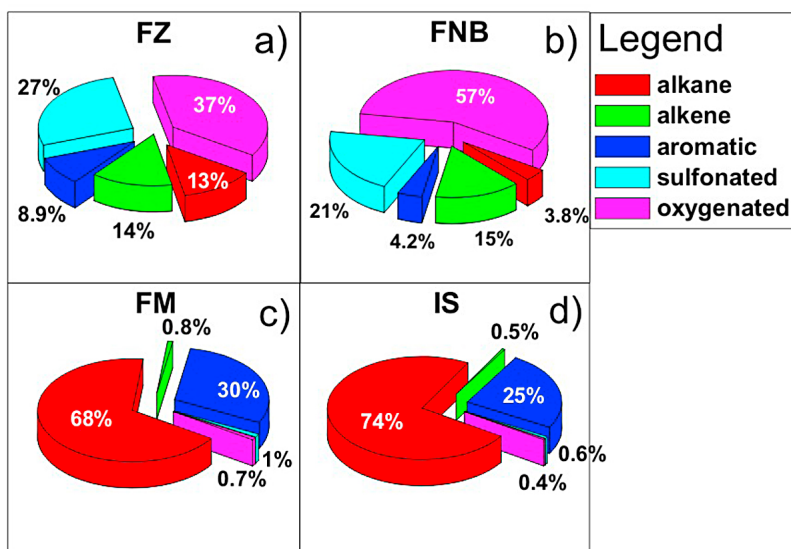 FZ
a)
27%
37%
13%
8.9%
14%
FNB
b)
57%
21%
4.2%
15%
3.8%
Legend
alkane
alkene
aromatic
sulfonated
oxygenated
FM
c)
0.8%
30%
68%
1%
0.7%
IS
d)
0.5%
25%
74%
0.6%
0.4%